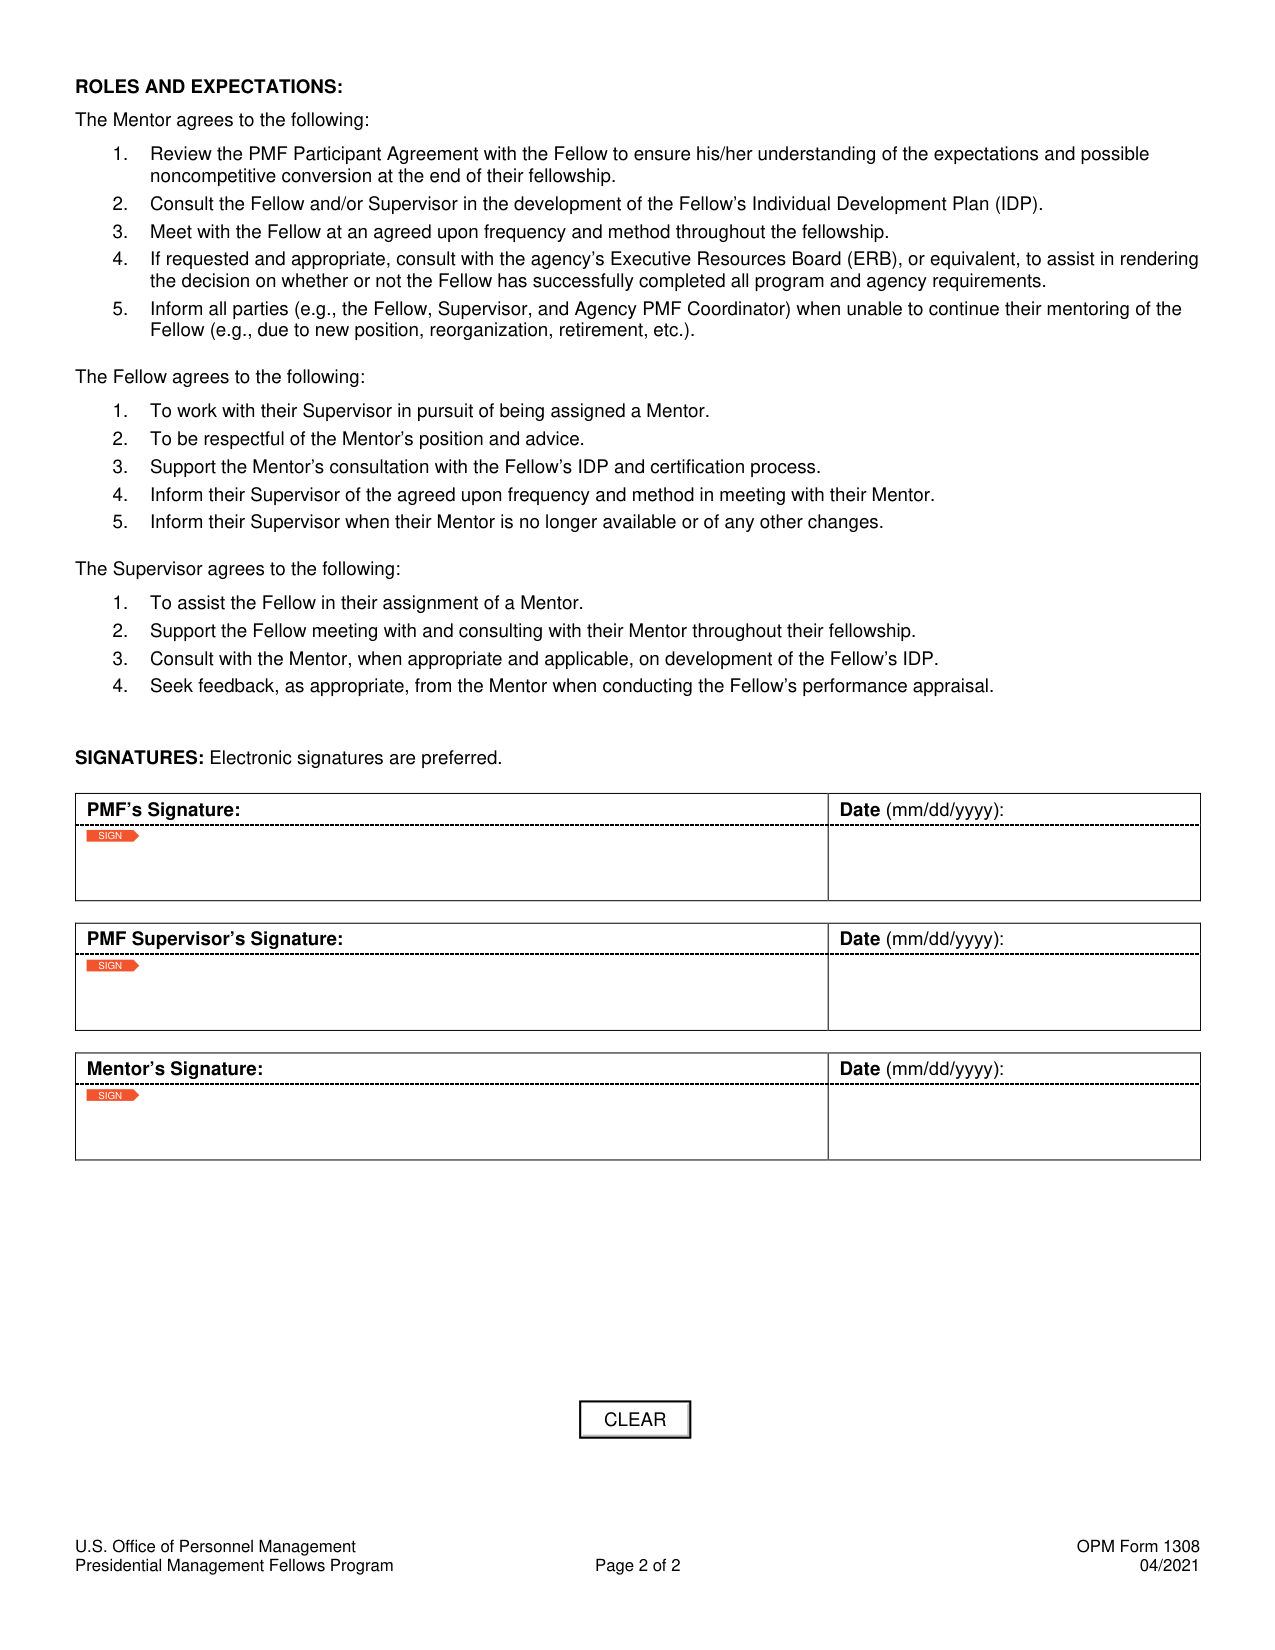 ROLES AND EXPECTATIONS:
The Mentor agrees to the following:
1. Review the PMF Participant Agreement with the Fellow to ensure his/her understanding of the expectations and possible
noncompetitive conversion at the end of their fellowship.
2. Consult the Fellow and/or Supervisor in the development of the Fellow’s Individual Development Plan (IDP).
3. Meet with the Fellow at an agreed upon frequency and method throughout the fellowship.
4. If requested and appropriate, consult with the agency’s Executive Resources Board (ERB), or equivalent, to assist in rendering
the decision on whether or not the Fellow has successfully completed all program and agency requirements.
5. Inform all parties (e.g., the Fellow, Supervisor, and Agency PMF Coordinator) when unable to continue their mentoring of the
Fellow (e.g., due to new position, reorganization, retirement, etc.).
The Fellow agrees to the following:
1. To work with their Supervisor in pursuit of being assigned a Mentor.
2. To be respectful of the Mentor’s position and advice.
3. Support the Mentor’s consultation with the Fellow’s IDP and certification process.
4. Inform their Supervisor of the agreed upon frequency and method in meeting with their Mentor.
5. Inform their Supervisor when their Mentor is no longer available or of any other changes.
The Supervisor agrees to the following:
1. To assist the Fellow in their assignment of a Mentor.
2. Support the Fellow meeting with and consulting with their Mentor throughout their fellowship.
3. Consult with the Mentor, when appropriate and applicable, on development of the Fellow’s IDP.
4. Seek feedback, as appropriate, from the Mentor when conducting the Fellow’s performance appraisal.
SIGNATURES: Electronic signatures are preferred.
PMF’s Signature: Date (mm/dd/yyyy):
SIGN
PMF Supervisor’s Signature: Date (mm/dd/yyyy):
SIGN
Mentor’s Signature: Date (mm/dd/yyyy):
SIGN
CLEAR
U.S. Office of Personnel Management OPM Form 1308
Presidential Management Fellows Program Page 2 of 2 04/2021